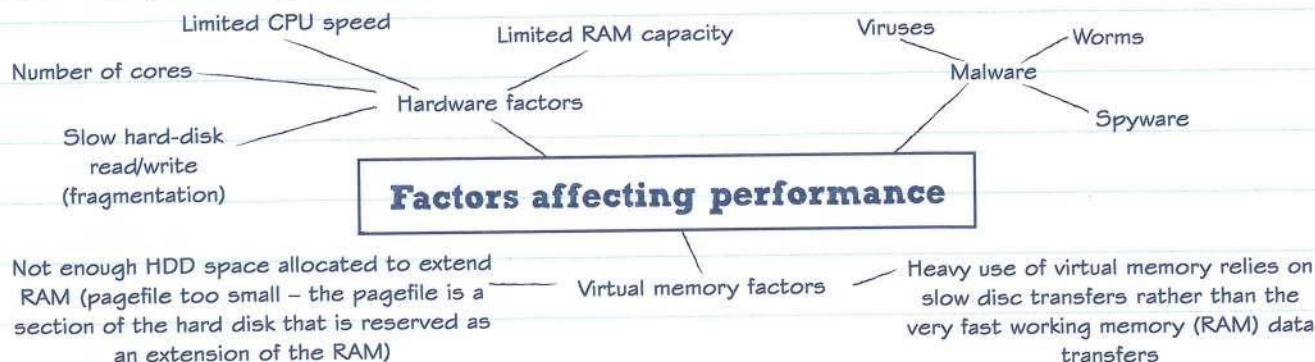 Limited CPU speed
Limited RAM capacity
Number of cores
Hardware factors
Slow hard-disk
read/write
(fragmentation)
Viruses
Worms
Malware
Spyware
Factors affecting performance
Not enough HDD space allocated to extend
RAM (pagefile too small – the pagefile is a
section of the hard disk that is reserved as
an extension of the RAM)
Virtual memory factors
Heavy use of virtual memory relies on
slow disc transfers rather than the
very fast working memory (RAM) data
transfers